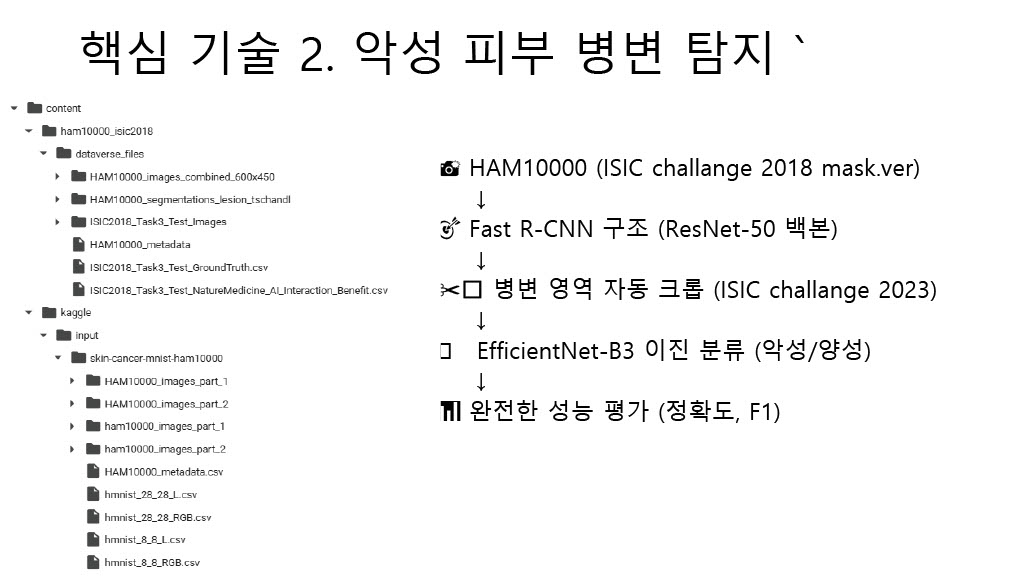 핵심 기술 2. 악성 피부 병변 탐지 `
content
ham10000_isic2018
dataverse_files
HAM10000_images_combined_600x450
HAM10000_segmentations_lesion_tschandl
ISIC2018_Task3_Test_Images
HAM10000_metadata
ISIC2018_Task3_Test_GroundTruth.csv
ISIC2018_Task3_Test_NatureMedicine_AI_Interaction_Benefit.csv
kaggle
input
skin-cancer-mnist-ham10000
HAM10000_images_part_1
HAM10000_images_part_2
ham10000_images_part_1
ham10000_images_part_2
HAM10000_metadata.csv
hmnist_28_28_L.csv
hmnist_28_28_RGB.csv
hmnist_8_8_L.csv
hmnist_8_8_RGB.csv
📸 HAM10000 (ISIC challange 2018 mask.ver)
↓
🎯 Fast R-CNN 구조 (ResNet-50 백본)
↓
✂□ 병변 영역 자동 크롭 (ISIC challange 2023)
↓
▯ EfficientNet-B3 이진 분류 (악성/양성)
↓
완전한 성능 평가 (정확도, F1)